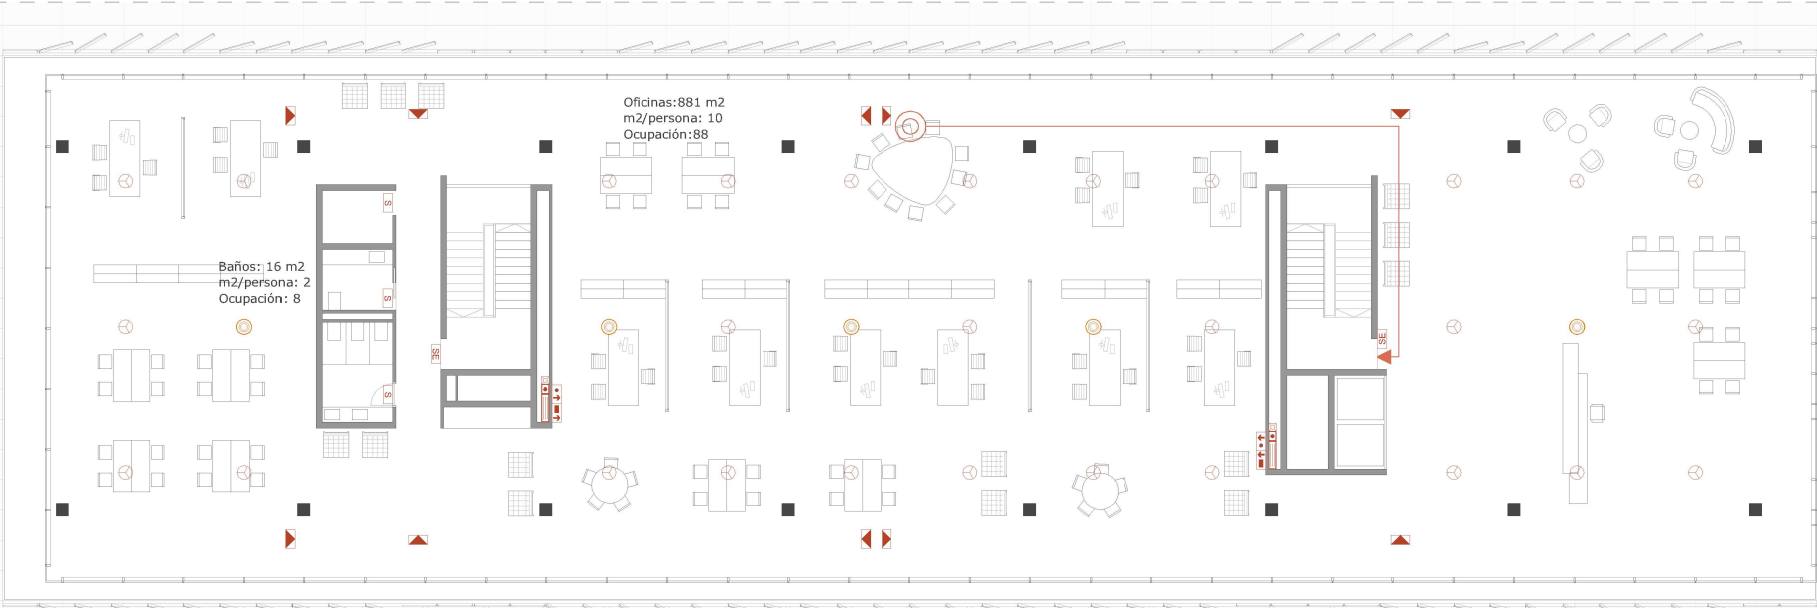 Oficinas:881 m2
m2/persona: 10
Ocupación:88
S
Baños: 16 m2
m2/persona: 2
Ocupación: 8
S
SE
SE
S